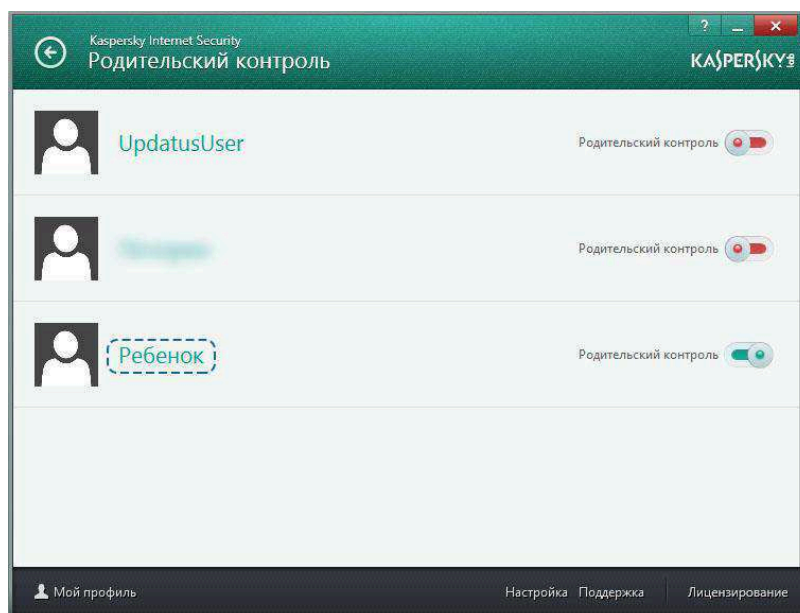 Kaspersky Internet Security
Родительский контроль
?
KASPERSKY LAB
UpdatusUser
Родительский контроль
Родительский контроль
Ребенок
Родительский контроль
Мой профиль
Настройка Поддержка Лицензирование